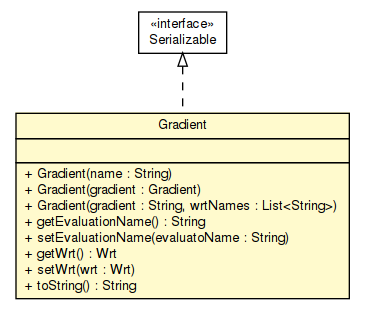 «interface»
Serializable
Gradient
+ Gradient(name : String)
+ Gradient(gradient : Gradient)
+ Gradient(gradient : String, wrtNames : List<String>)
+ getEvaluationName() : String
+ setEvaluationName(evaluatoName : String)
+ getWrt() : Wrt
+ setWrt(wrt : Wrt)
+ toString() : String